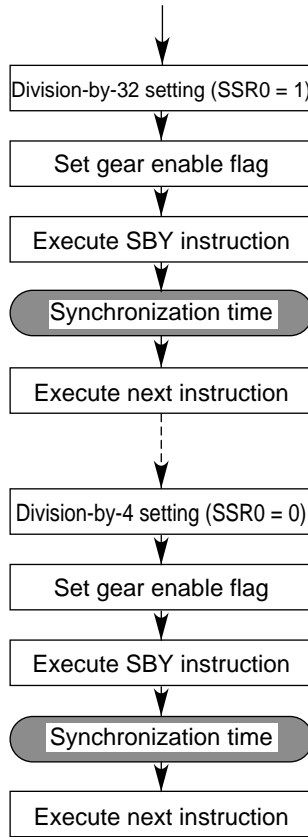 Division-by-32 setting (SSR0 = 1)
Set gear enable flag
Execute SBY instruction
Synchronization time
Execute next instruction
Division-by-4 setting (SSR0 = 0)
Set gear enable flag
Execute SBY instruction
Synchronization time
Execute next instruction